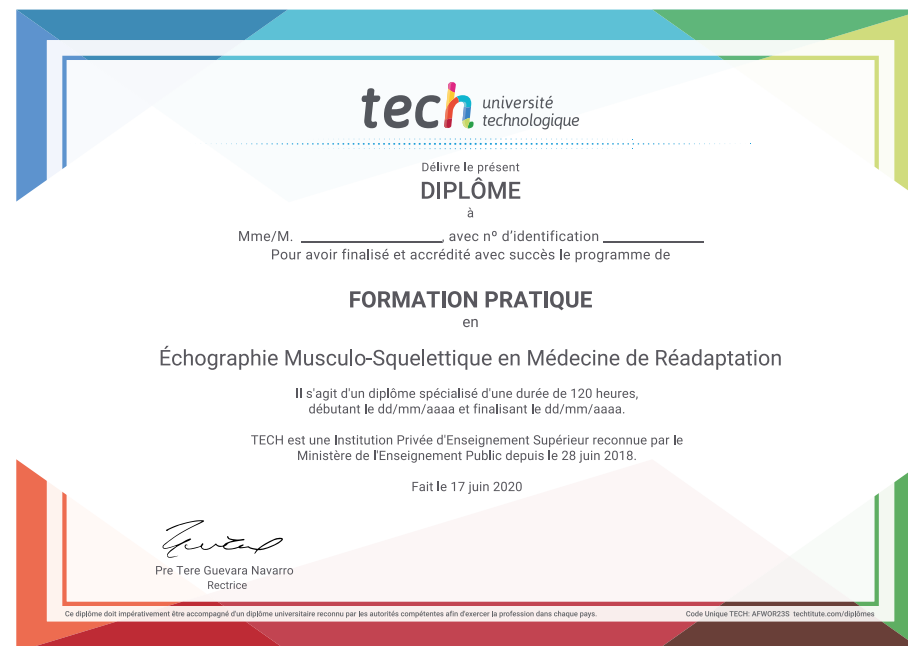 tech université
technologique
Délivre le présent
DIPLÔME
à
Mme/M. ____________________, avec nº d'identification ______________
Pour avoir finalisé et accrédité avec succès le programme de
FORMATION PRATIQUE
en
Échographie Musculo-Squelettique en Médecine de Réadaptation
Il s'agit d'un diplôme spécialisé d'une durée de 120 heures,
débutant le dd/mm/aaaa et finalisant le dd/mm/aaaa.
TECH est une Institution Privée d'Enseignement Supérieur reconnue par le
Ministère de l'Enseignement Public depuis le 28 juin 2018.
Fait le 17 juin 2020
Pre Tere Guevara Navarro
Rectrice
Ce diplôme doit impérativement être accompagné d'un diplôme universitaire reconnu par les autorités compétentes afin d'exercer la profession dans chaque pays.
Code Unique TECH: AFWOR23S techtitute.com/diplômes